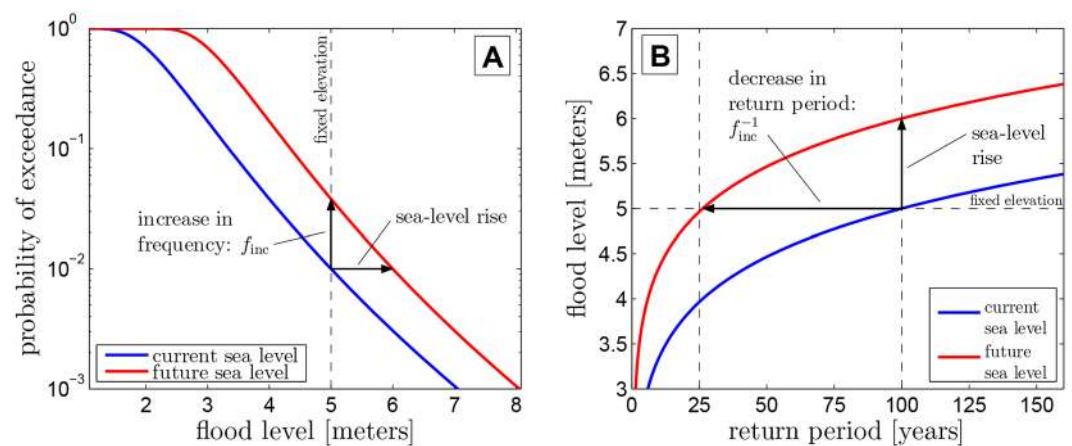 A
fixed elevation
increase in
frequency: f_inc
sea-level rise
current sea level
future sea level
10^0
10^-1
10^-2
10^-3
probability of exceedance
2 3 4 5 6 7 8
flood level [meters]
B
decrease in
return period:
f_inc^-1
sea-level
rise
fixed elevation
current
sea level
future
sea level
7
6.5
6
5.5
5
4.5
4
3.5
3
flood level [meters]
0 25 50 75 100 125 150
return period [years]